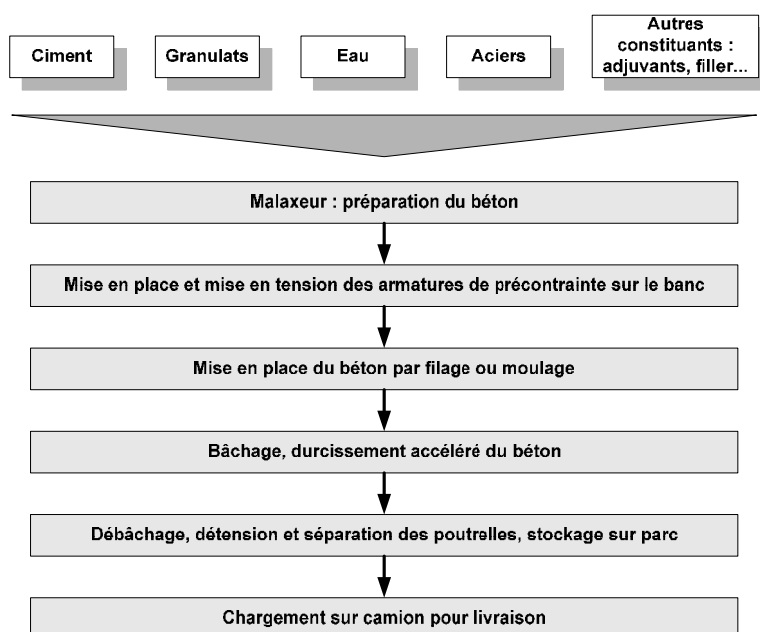 Ciment
Granulats
Eau
Aciers
Autres
constituants :
adjuvants, filler...
Malaxeur : préparation du béton
Mise en place et mise en tension des armatures de précontrainte sur le banc
Mise en place du béton par filage ou moulage
Bâchage, durcissement accéléré du béton
Débâchage, détension et séparation des poutrelles, stockage sur parc
Chargement sur camion pour livraison